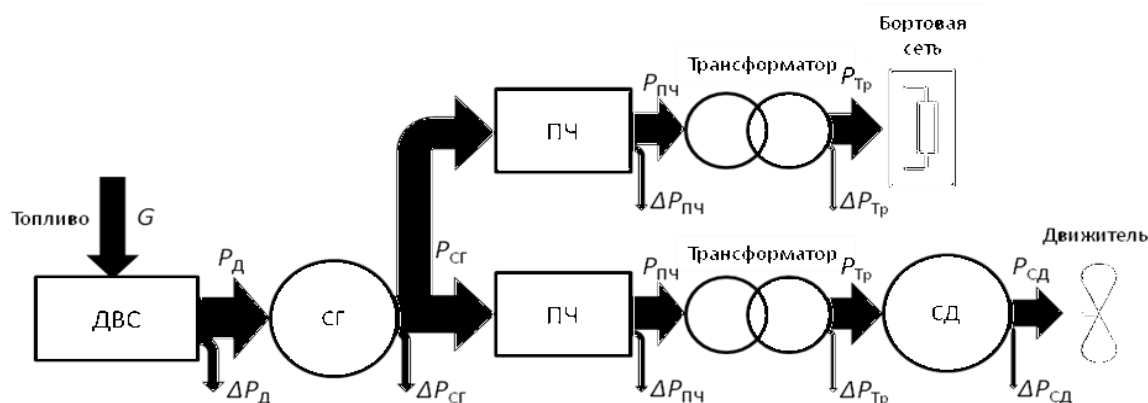 Бортовая
сеть
Трансформатор
P_ПЧ
P_Тр
ПЧ
ΔP_ПЧ
ΔP_Тр
Топливо
G
P_Д
P_СГ
Трансформатор
P_ПЧ
P_Тр
Движитель
P_СД
ДВС
СГ
ПЧ
СД
ΔP_Д
ΔP_СГ
ΔP_ПЧ
ΔP_Тр
ΔP_СД